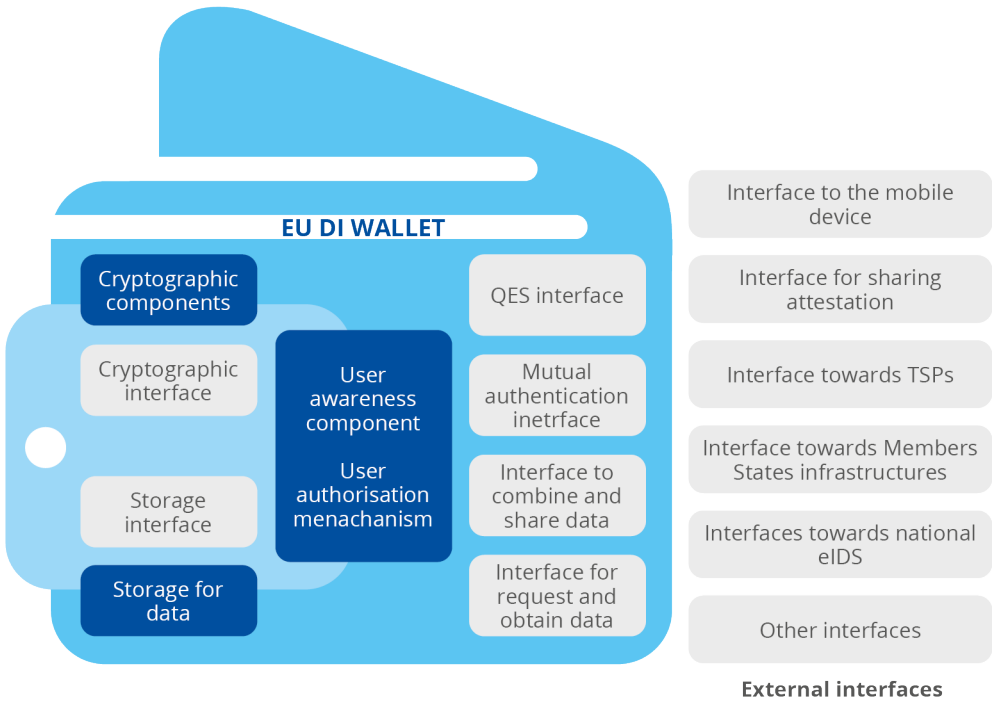 EU DI WALLET
Cryptographic
components
Cryptographic
interface
Storage
interface
Storage for
data
User
awareness
component
User
authorisation
menachanism
QES interface
Mutual
authentication
inetrface
Interface to
combine and
share data
Interface for
request and
obtain data
Interface to the mobile
device
Interface for sharing
attestation
Interface towards TSPs
Interface towards Members
States infrastructures
Interfaces towards national
eIDS
Other interfaces
External interfaces